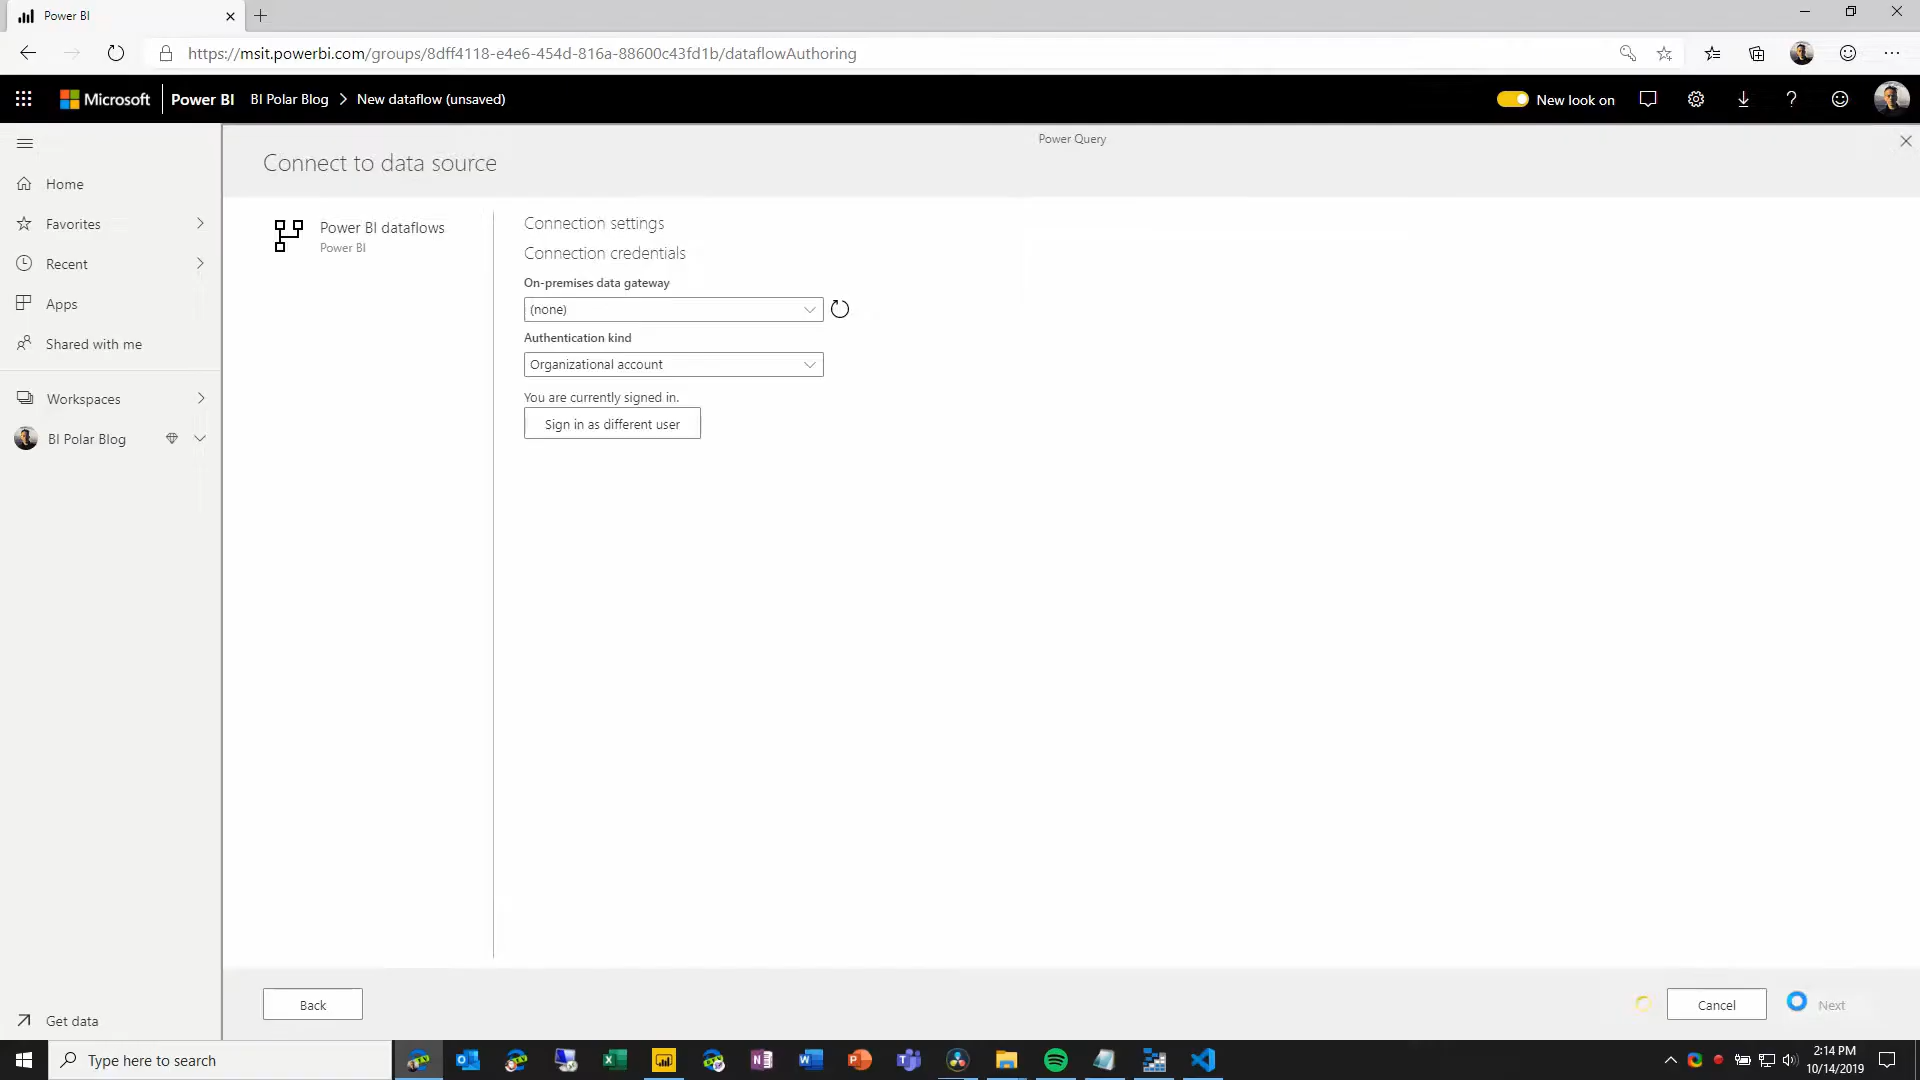 Power BI
https://msit.powerbi.com/groups/8dff4118-e4e6-454d-816a-88600c43fd1b/dataflowAuthoring
Microsoft Power BI BI Polar Blog New dataflow (unsaved) New look on
Power Query
Connect to data source
Home
Favorites
Recent
Apps
Shared with me
Workspaces
BI Polar Blog
Get data
Power BI dataflows
Power BI
Connection settings
Connection credentials
On-premises data gateway
(none)
Authentication kind
Organizational account
You are currently signed in.
Sign in as different user
Back
Cancel
Next
Type here to search
2:14 PM
10/14/2019